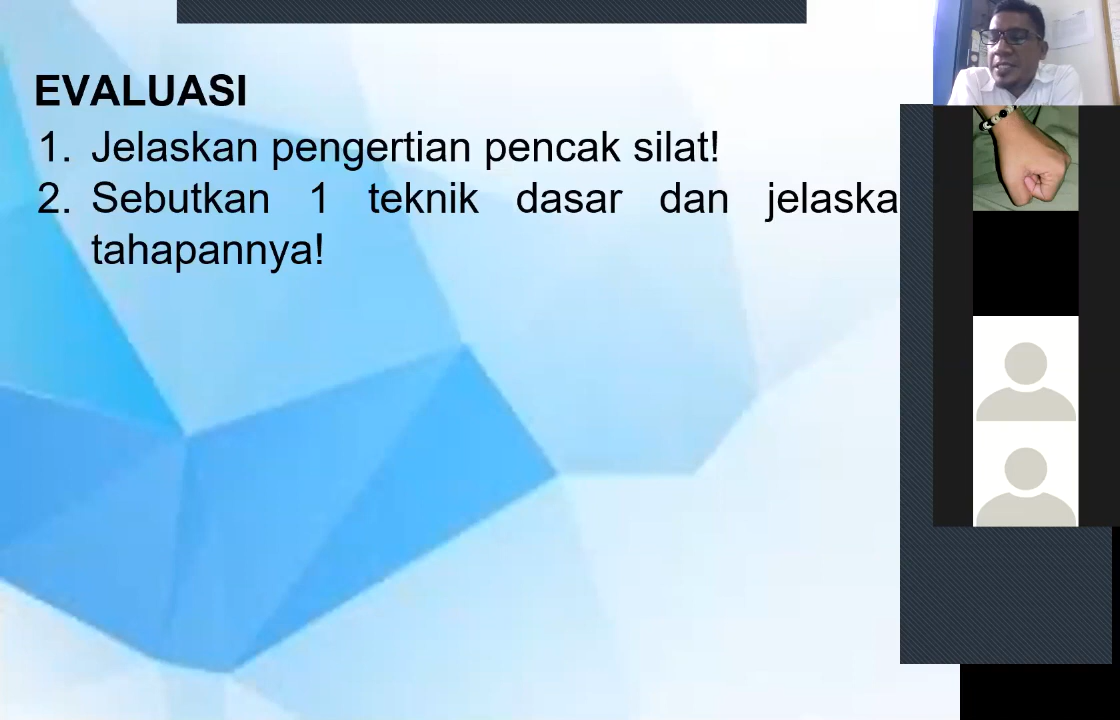 EVALUASI
1. Jelaskan pengertian pencak silat!
2. Sebutkan 1 teknik dasar dan jelaska
tahapannya!